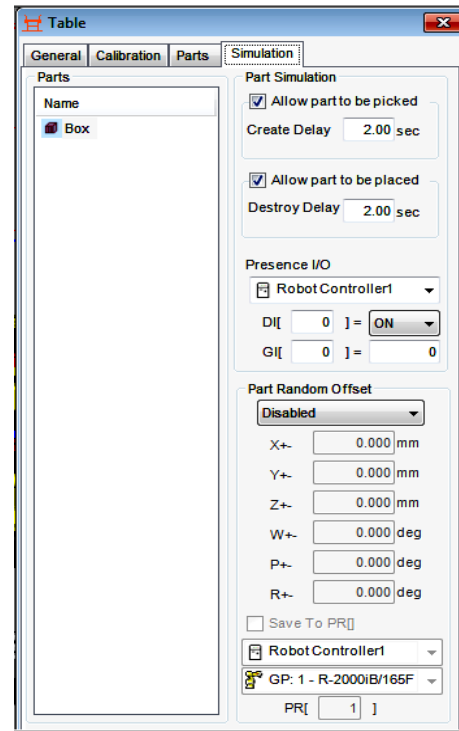 Table
General Calibration Parts Simulation
Parts
Name
Box
Part Simulation
Allow part to be picked
Create Delay 2.00 sec
Allow part to be placed
Destroy Delay 2.00 sec
Presence I/O
Robot Controller1
DI[ 0 ] = ON
GI[ 0 ] = 0
Part Random Offset
Disabled
X+- 0.000 mm
Y+- 0.000 mm
Z+- 0.000 mm
W+- 0.000 deg
P+- 0.000 deg
R+- 0.000 deg
Save To PR[]
Robot Controller1
GP: 1 - R-2000iB/165F
PR[ 1 ]